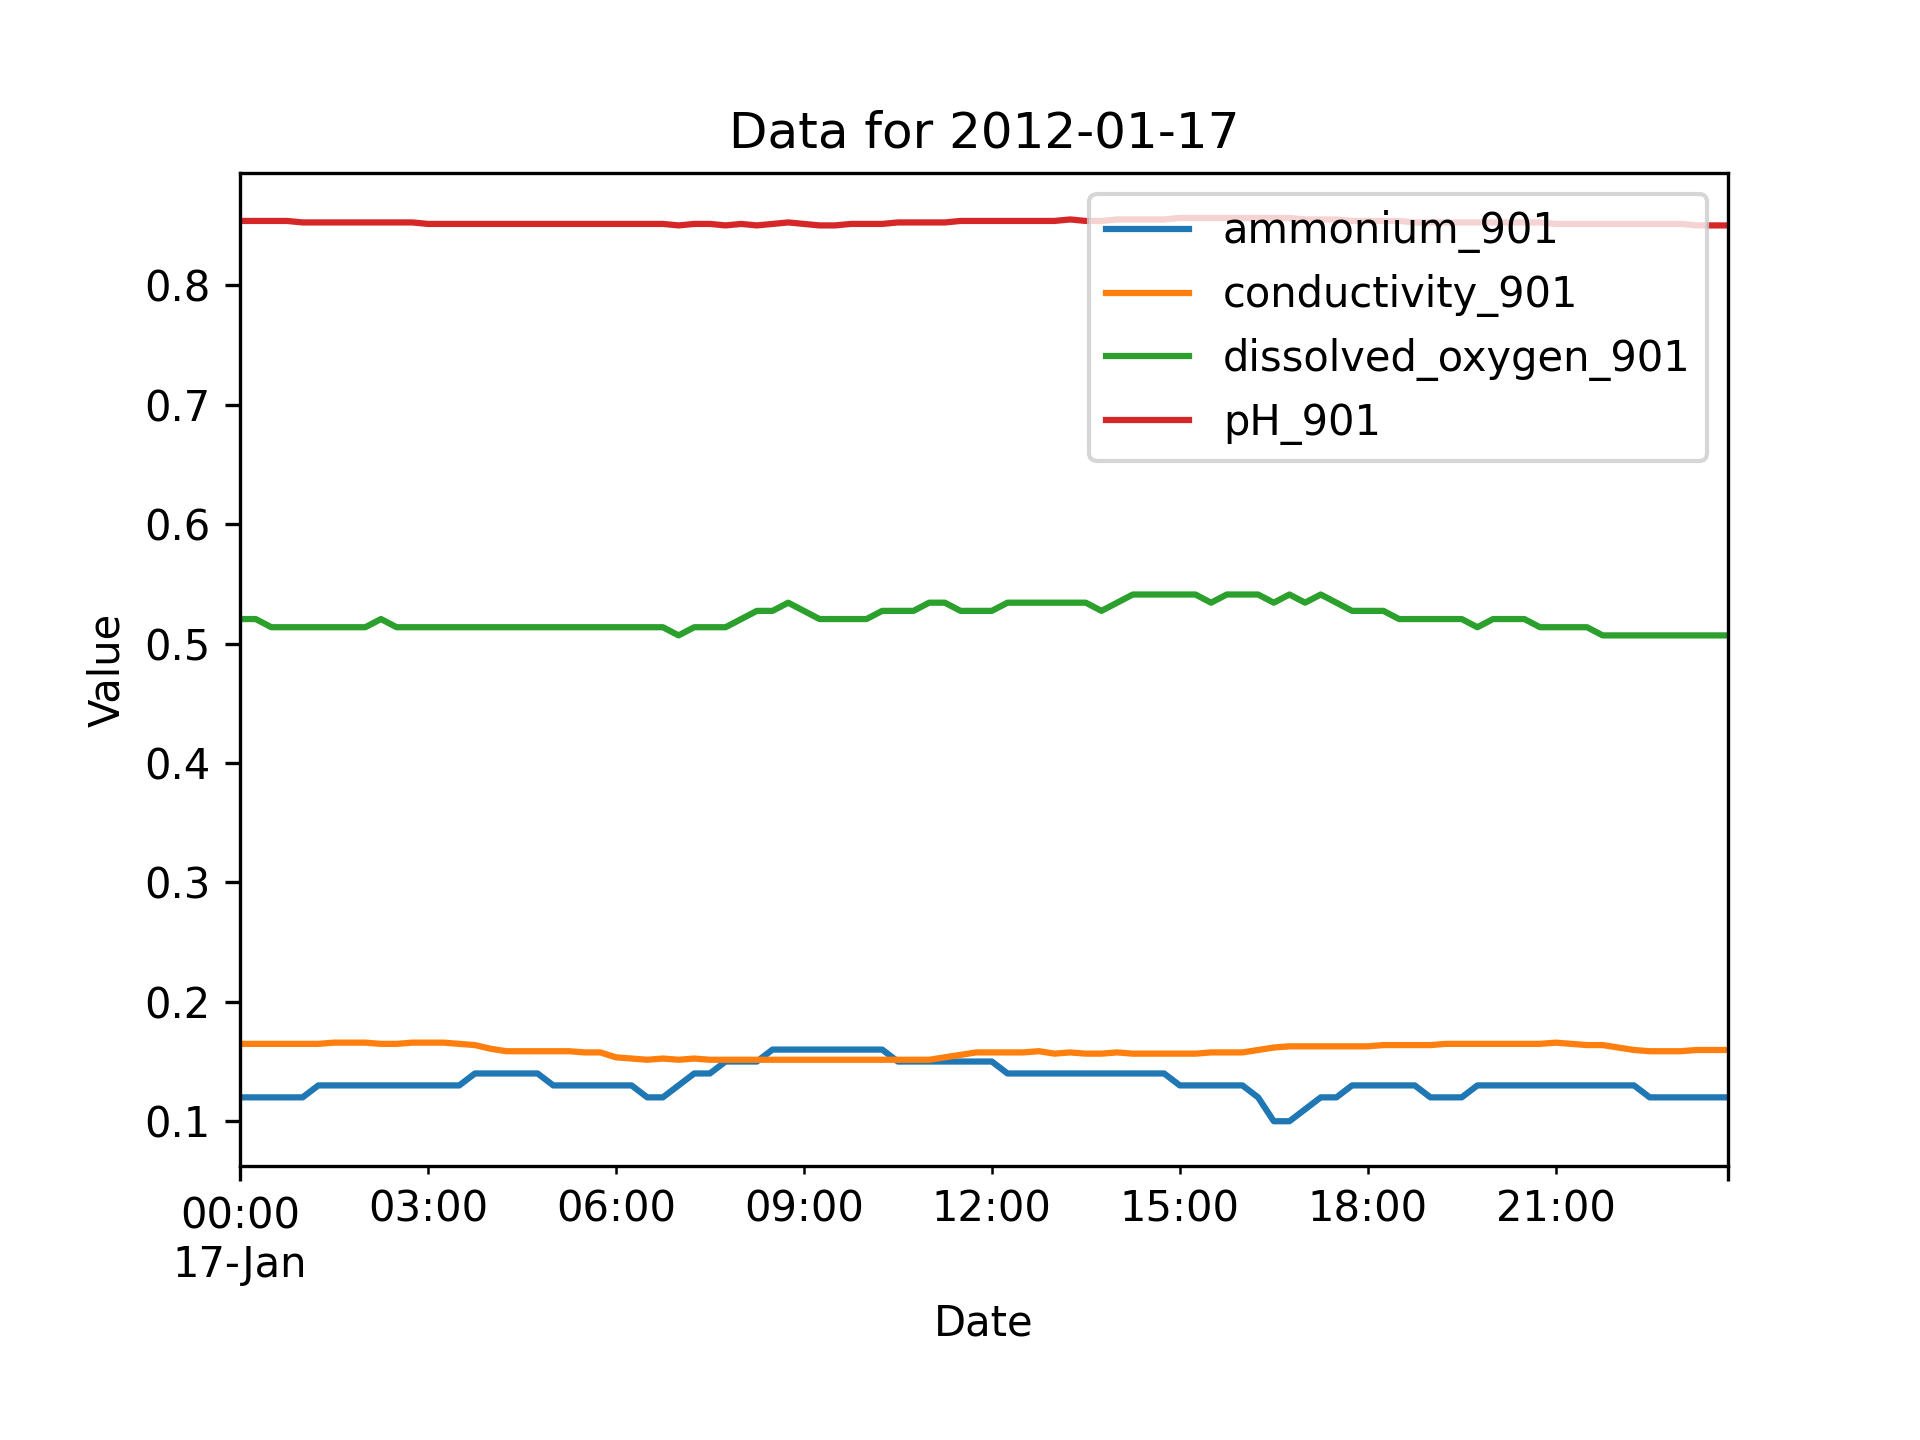 Data for 2012-01-17
ammonium_901
conductivity_901
dissolved_oxygen_901
pH_901
0.8
0.7
0.6
0.5
0.4
0.3
0.2
0.1
Value
00:00 03:00 06:00 09:00 12:00 15:00 18:00 21:00
17-Jan
Date